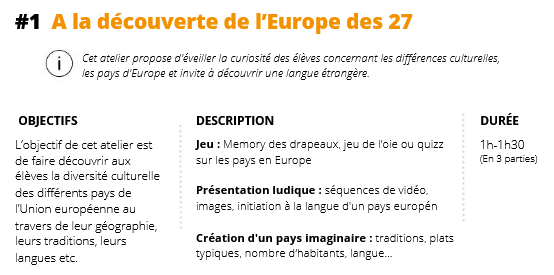 #1 A la découverte de l'Europe des 27
i
Cet atelier propose d'éveiller la curiosité des élèves concernant les différences culturelles,
les pays d'Europe et invite à découvrir une langue étrangère.
OBJECTIFS
L'objectif de cet atelier est
de faire découvrir aux
élèves la diversité culturelle
des différents pays de
l'Union européenne au
travers de leur géographie,
leurs traditions, leurs
langues etc.
DESCRIPTION
Jeu : Memory des drapeaux, jeu de l'oie ou quizz
sur les pays en Europe
Présentation ludique : séquences de vidéo,
images, initiation à la langue d'un pays europén
Création d'un pays imaginaire : traditions, plats
typiques, nombre d'habitants, langue...
DURÉE
1h-1h30
(En 3 parties)